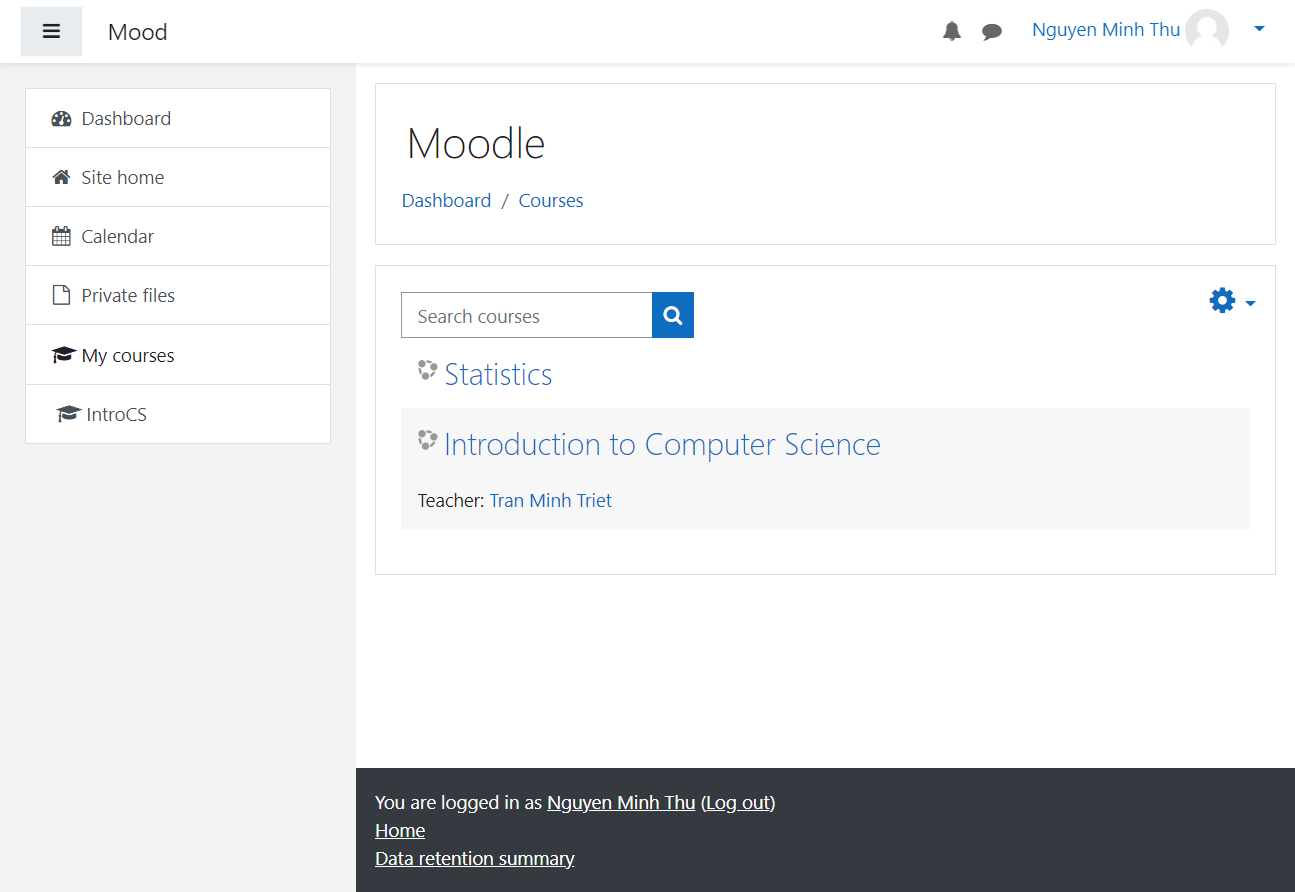 Mood
Nguyen Minh Thu
Dashboard
Site home
Calendar
Private files
My courses
IntroCS
Moodle
Dashboard / Courses
Search courses
Statistics
Introduction to Computer Science
Teacher: Tran Minh Triet
You are logged in as Nguyen Minh Thu (Log out)
Home
Data retention summary